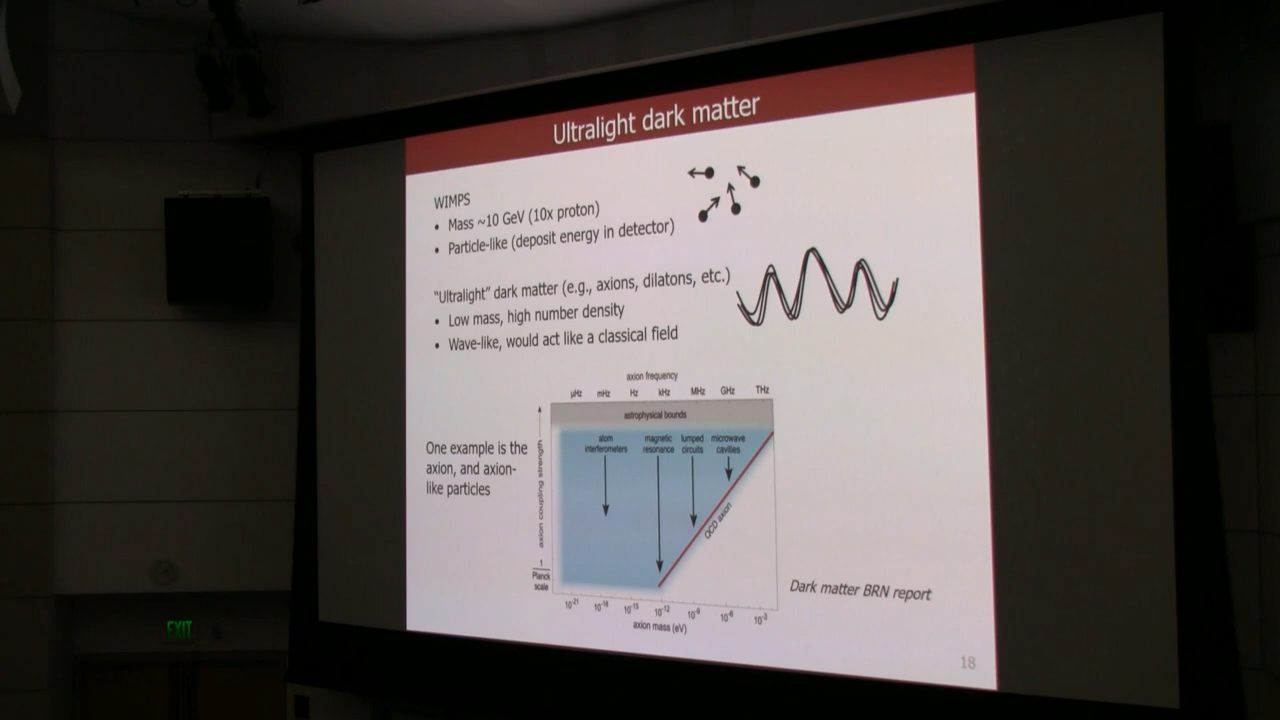 Ultralight dark matter
WIMPS
• Mass ~10 GeV (10x proton)
• Particle-like (deposit energy in detector)
"Ultralight" dark matter (e.g., axions, dilatons, etc.)
• Low mass, high number density
• Wave-like, would act like a classical field
One example is the
axion, and axion-
like particles
axion frequency
μHz mHz Hz kHz MHz GHz THz
astrophysical bounds
atom
interferometers
magnetic
resonance
lumped
circuits
microwave
cavities
axion coupling strength
QCD axion
1
Planck
scale
10⁻²¹ 10⁻¹⁸ 10⁻¹⁵ 10⁻¹² 10⁻⁹ 10⁻⁶ 10⁻³
axion mass (eV)
Dark matter BRN report
18
EXIT